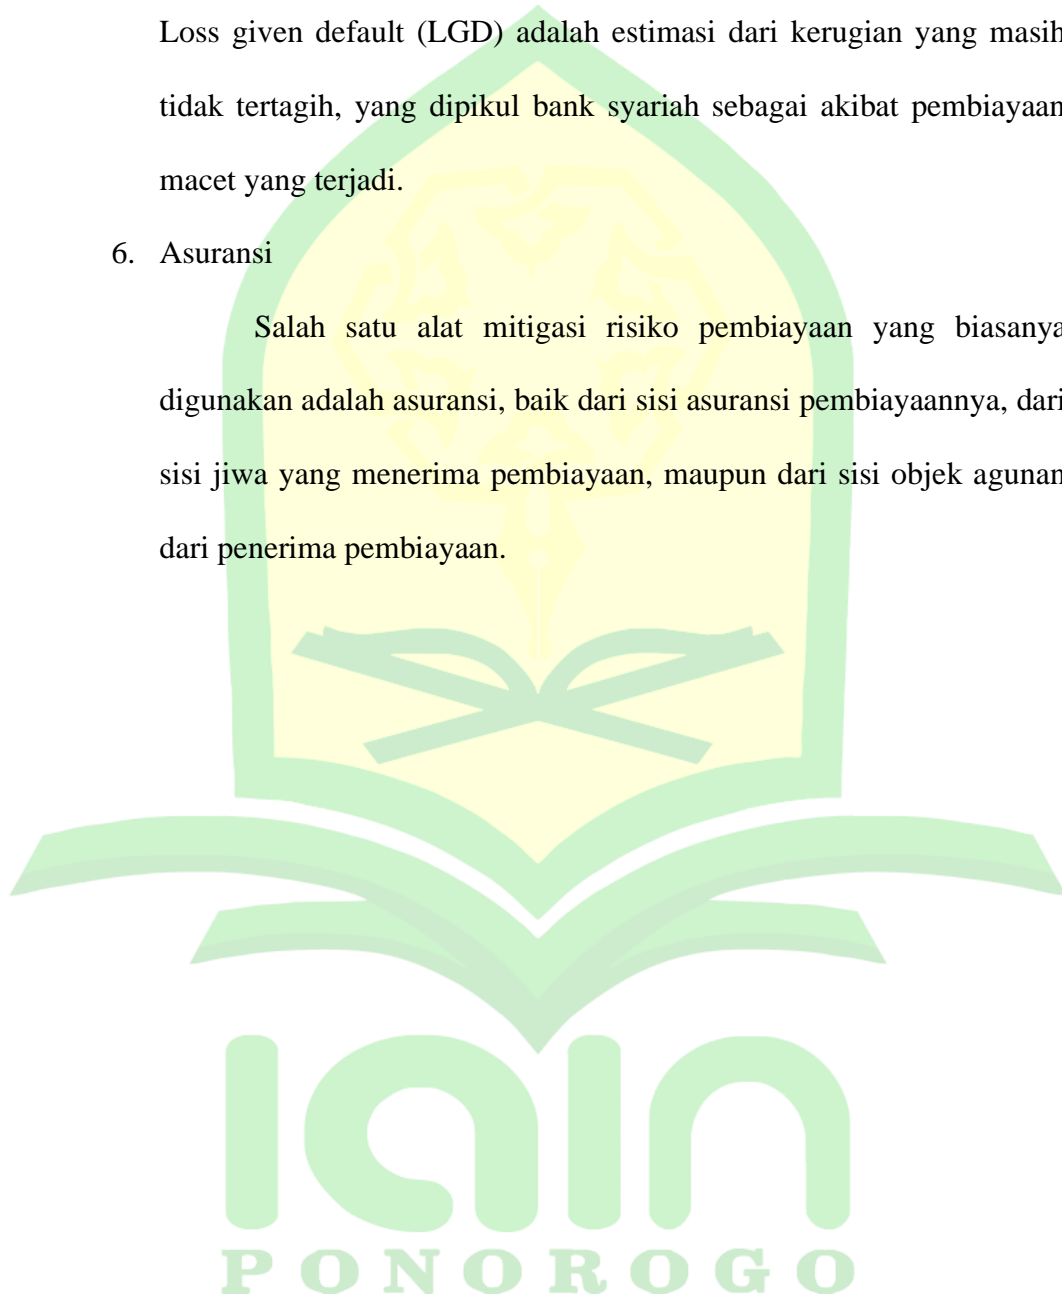 Loss given default (LGD) adalah estimasi dari kerugian yang masih
tidak tertagih, yang dipikul bank syariah sebagai akibat pembiayaan
macet yang terjadi.
6. Asuransi
Salah satu alat mitigasi risiko pembiayaan yang biasanya
digunakan adalah asuransi, baik dari sisi asuransi pembiayaannya, dari
sisi jiwa yang menerima pembiayaan, maupun dari sisi objek agunan
dari penerima pembiayaan.
iain
PONOROGO